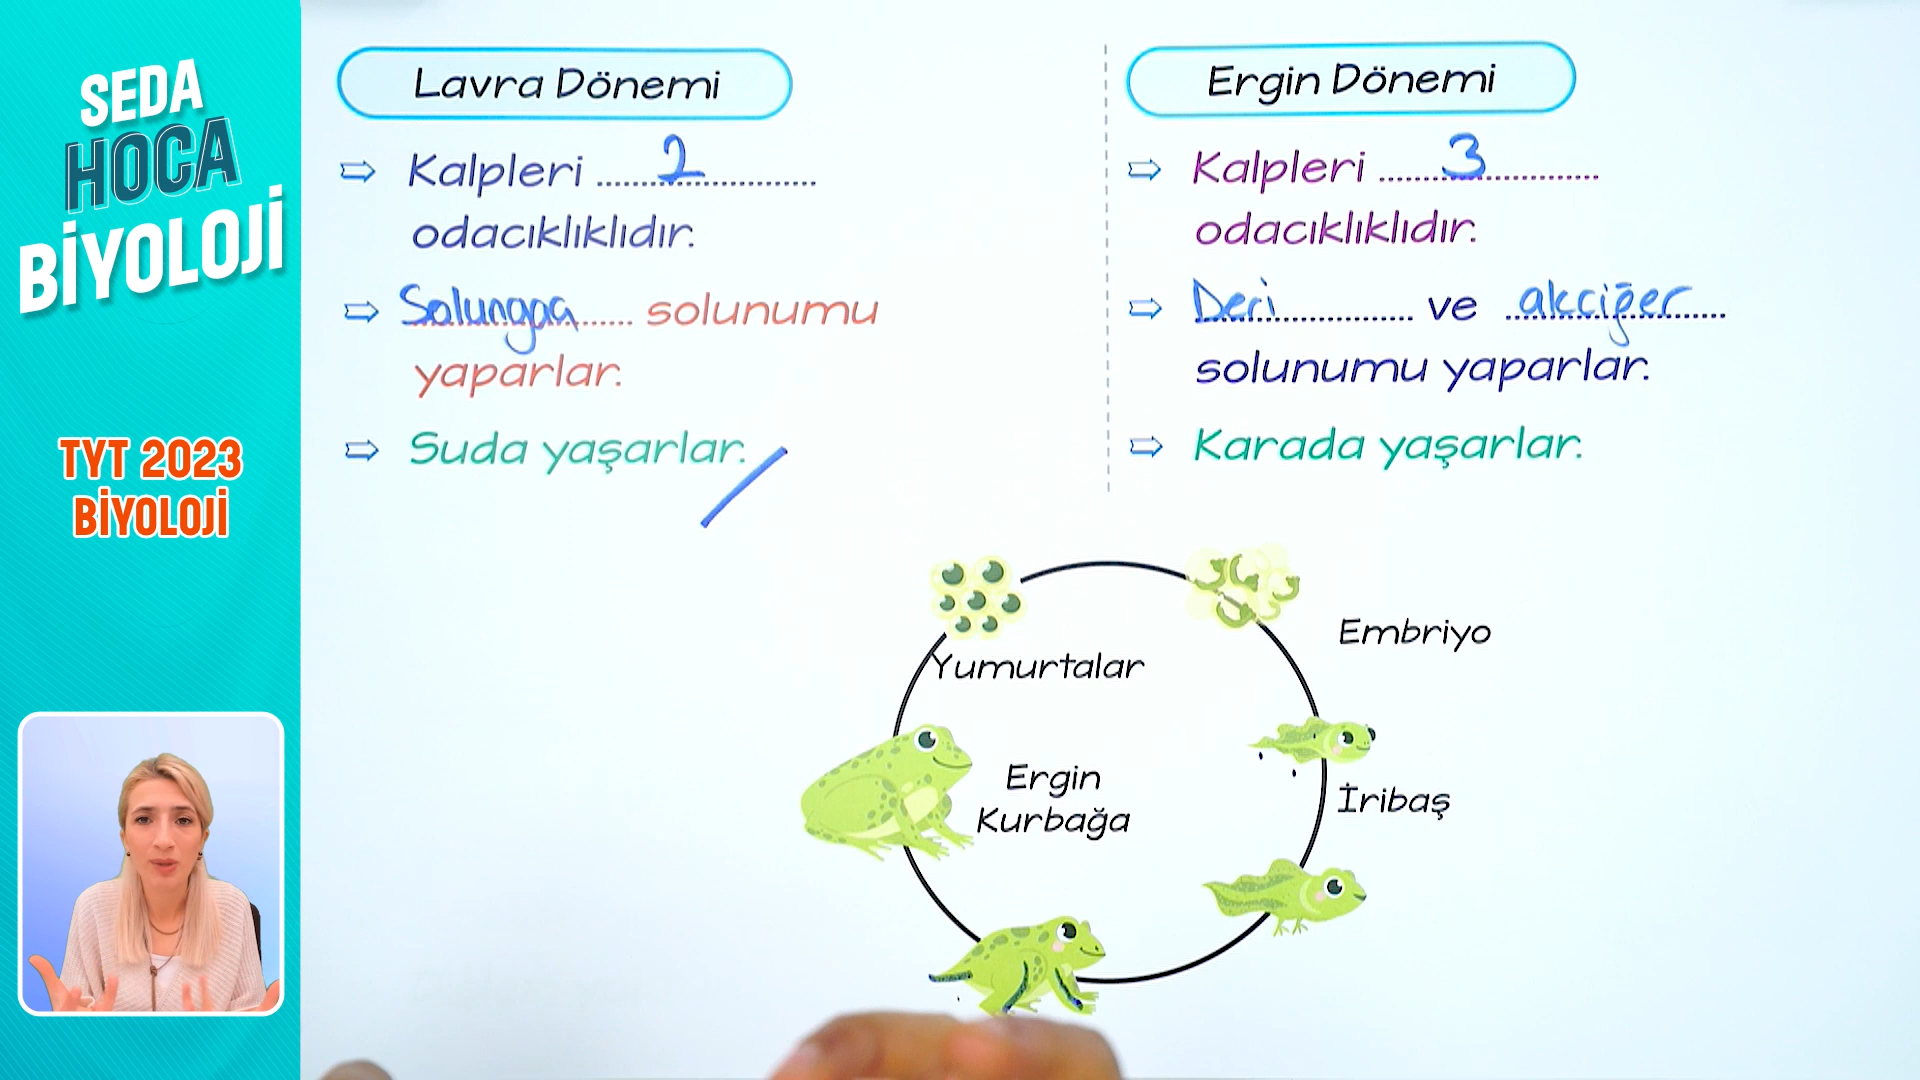 SEDA
HOCA
BİYOLOJİ
TYT 2023
BİYOLOJİ
Lavra Dönemi
⇨ Kalpleri ........2........
odacıklıklıdır.
⇨ Solungaç ...... solunumu
yaparlar.
⇨ Suda yaşarlar.
Ergin Dönemi
⇨ Kalpleri ........3........
odacıklıklıdır.
⇨ Deri ........ ve akciğer ....
solunumu yaparlar.
⇨ Karada yaşarlar.
Yumurtalar
Embriyo
İribaş
Ergin
Kurbağa